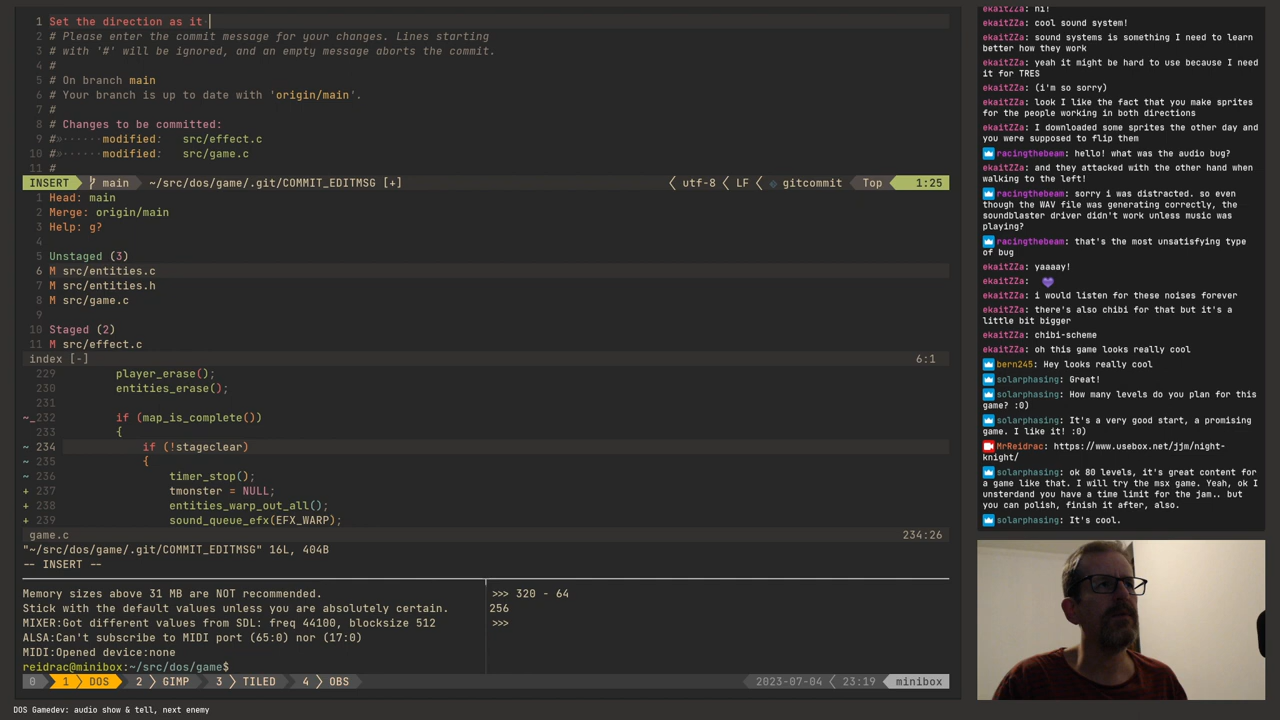 1 Set the direction as it
2 # Please enter the commit message for your changes. Lines starting
3 # with '#' will be ignored, and an empty message aborts the commit.
4 #
5 # On branch main
6 # Your branch is up to date with 'origin/main'.
7 #
8 # Changes to be committed:
9 #»······modified:   src/effect.c
10 #»······modified:   src/game.c
11 #
INSERT main ~/src/dos/game/.git/COMMIT_EDITMSG [+] utf-8 LF gitcommit Top 1:25
1 Head: main
2 Merge: origin/main
3 Help: g?
4
5 Unstaged (3)
6 M src/entities.c
7 M src/entities.h
8 M src/game.c
9
10 Staged (2)
11 M src/effect.c
index [-] 6:1
229 player_erase();
230 entities_erase();
231
~_232 if (map_is_complete())
233 {
~ 234 if (!stageclear)
~ 235 {
~ 236 timer_stop();
+ 237 tmonster = NULL;
+ 238 entities_warp_out_all();
+ 239 sound_queue_efx(EFX_WARP);
game.c 234:26
"~/src/dos/game/.git/COMMIT_EDITMSG" 16L, 404B
-- INSERT --
Memory sizes above 31 MB are NOT recommended.
Stick with the default values unless you are absolutely certain.
MIXER:Got different values from SDL: freq 44100, blocksize 512
ALSA:Can't subscribe to MIDI port (65:0) nor (17:0)
MIDI:Opened device:none
reidrac@minibox:~/src/dos/game$
>>> 320 - 64
256
>>>
0 1 DOS 2 GIMP 3 TILED 4 OBS 2023-07-04 23:19 minibox
DOS Gamedev: audio show & tell, next enemy
ekaitZZa: hi!
ekaitZZa: cool sound system!
ekaitZZa: sound systems is something I need to learn
better how they work
ekaitZZa: yeah it might be hard to use because I need
it for TRES
ekaitZZa: (i'm so sorry)
ekaitZZa: look I like the fact that you make sprites
for the people working in both directions
ekaitZZa: I downloaded some sprites the other day and
you were supposed to flip them
racingthebeam: hello! what was the audio bug?
ekaitZZa: and they attacked with the other hand when
walking to the left!
racingthebeam: sorry i was distracted. so even
though the WAV file was generating correctly, the
soundblaster driver didn't work unless music was
playing?
racingthebeam: that's the most unsatisfying type
of bug
ekaitZZa: yaaaay!
ekaitZZa: 💜
ekaitZZa: i would listen for these noises forever
ekaitZZa: there's also chibi for that but it's a
little bit bigger
ekaitZZa: chibi-scheme
ekaitZZa: oh this game looks really cool
bern245: Hey looks really cool
solarphasing: Great!
solarphasing: How many levels do you plan for this
game? :0)
solarphasing: It's a very good start, a promising
game. I like it! :0)
MrReidrac: https://www.usebox.net/jjm/night-
knight/
solarphasing: ok 80 levels, it's great content for
a game like that. I will try the msx game. Yeah, ok I
unsterdand you have a time limit for the jam.. but
you can polish, finish it after, also.
solarphasing: It's cool.